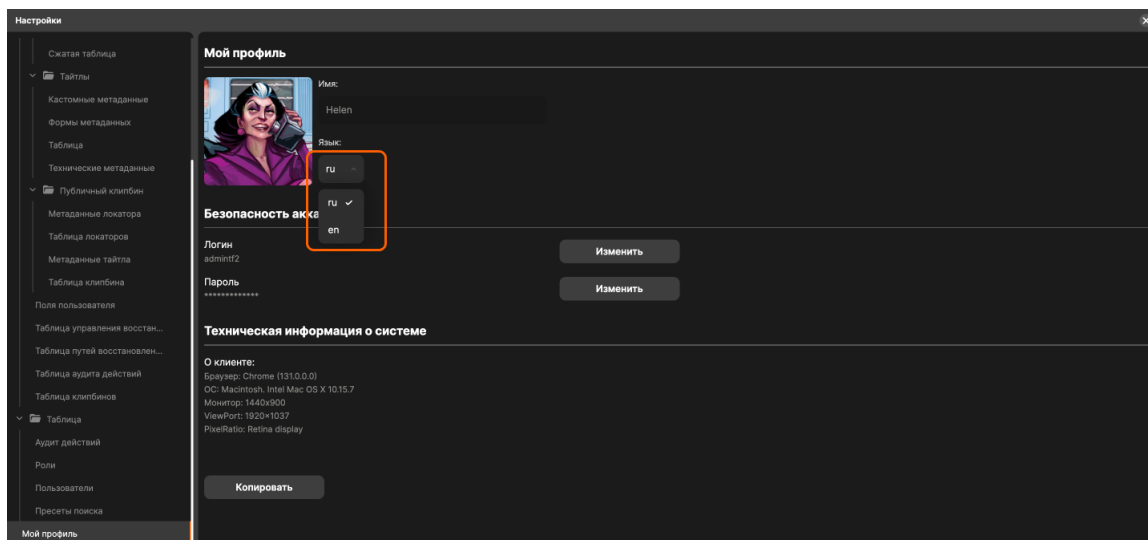 Настройки
Сжатая таблица
Тайтлы
Кастомные метаданные
Формы метаданных
Таблица
Технические метаданные
Публичный клипбин
Метаданные локатора
Таблица локаторов
Метаданные тайтла
Таблица клипбина
Поля пользователя
Таблица управления восстан...
Таблица путей восстановлен...
Таблица аудита действий
Таблица клипбинов
Таблица
Аудит действий
Роли
Пользователи
Пресеты поиска
Мой профиль
Мой профиль
Имя:
Helen
Язык:
ru
ru
en
Безопасность акка
Логин
admintf2
Изменить
Пароль
*************
Изменить
Техническая информация о системе
О клиенте:
Браузер: Chrome (131.0.0.0)
ОС: Macintosh. Intel Mac OS X 10.15.7
Монитор: 1440x900
ViewPort: 1920×1037
PixelRatio: Retina display
Копировать